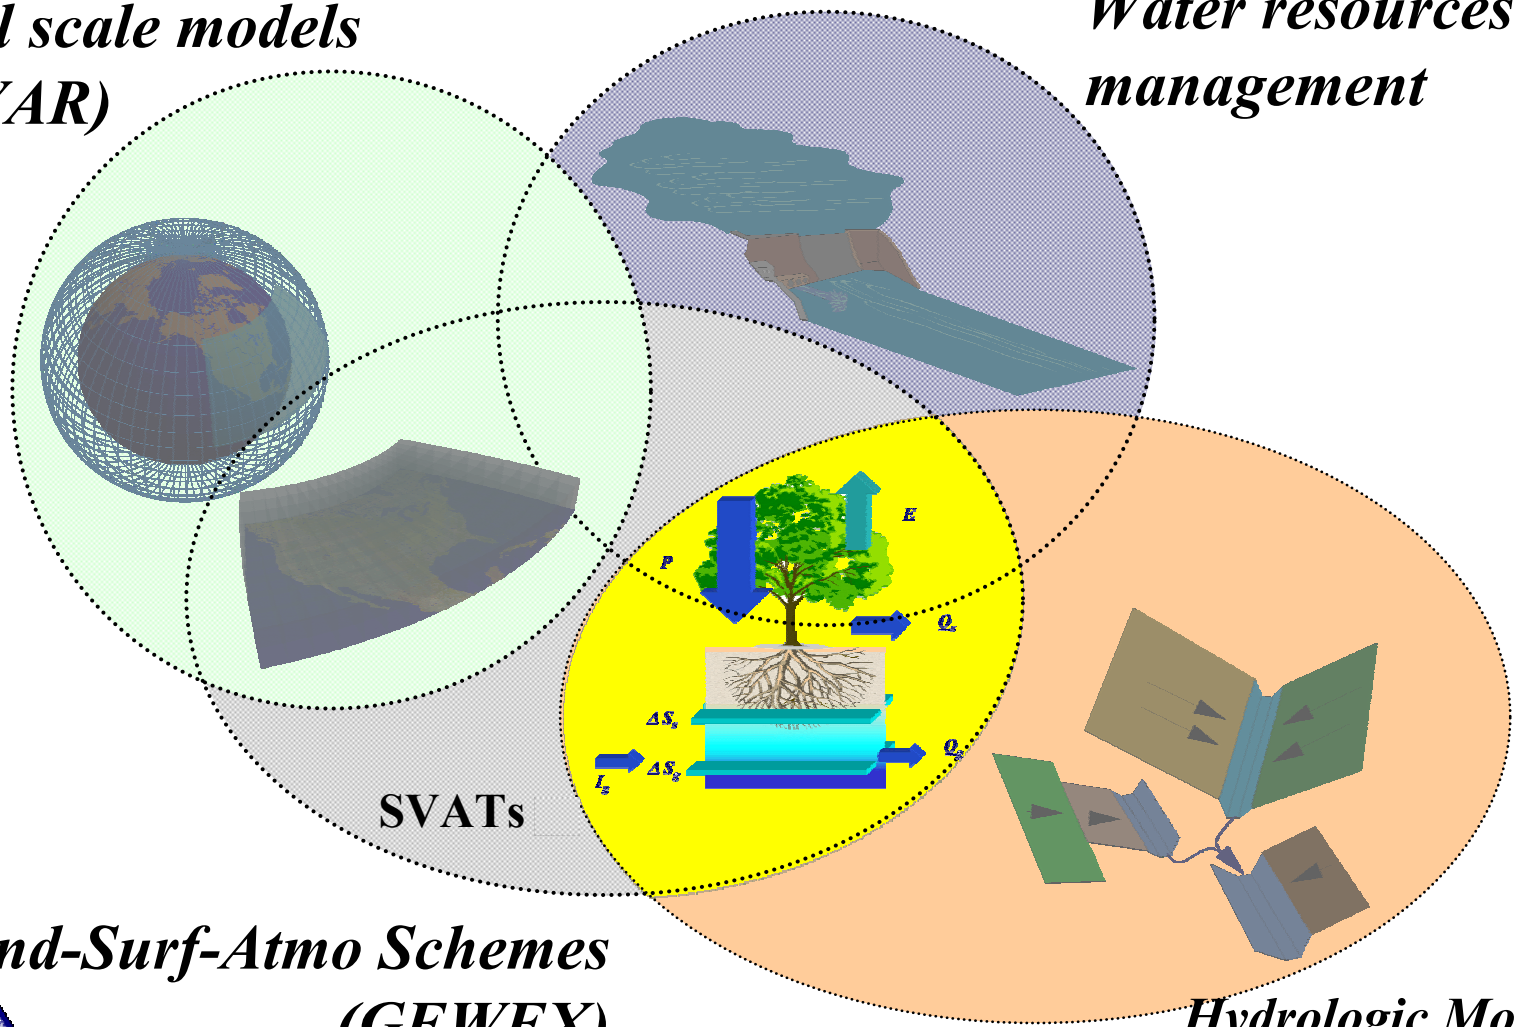 l scale models
Water resources
management
AR)
E
P
Qs
ΔSs
ΔSg
Qg
Ig
SVATs
nd-Surf-Atmo Schemes
(GEWEX)
Hydrologic Mo